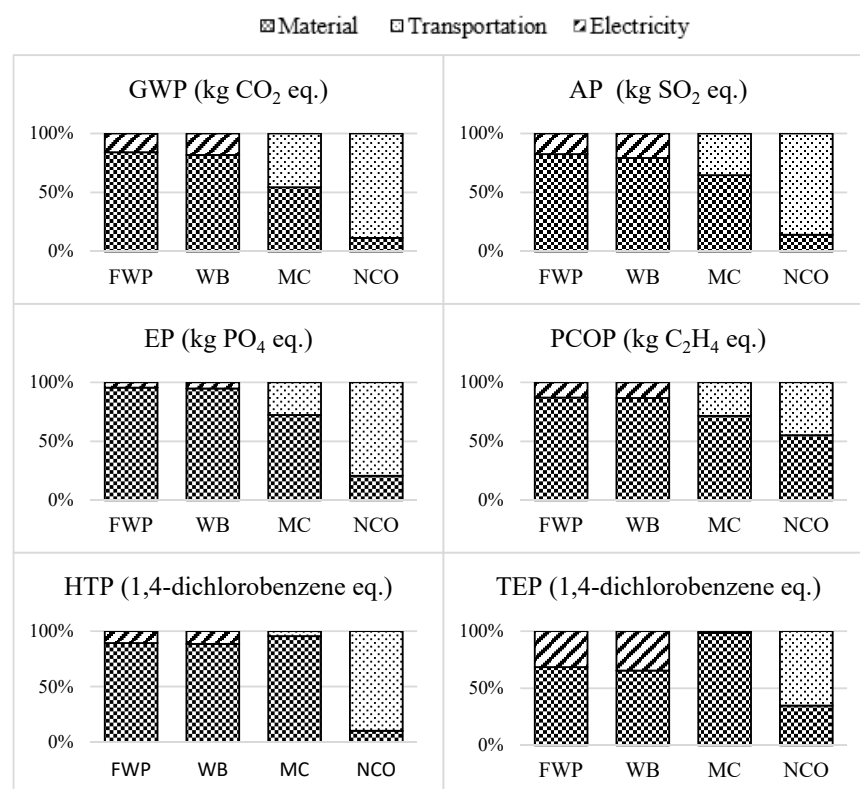 Material Transportation Electricity
GWP (kg CO₂ eq.)
100%
50%
0%
FWP WB MC NCO
AP (kg SO₂ eq.)
100%
50%
0%
FWP WB MC NCO
EP (kg PO₄ eq.)
100%
50%
0%
FWP WB MC NCO
PCOP (kg C₂H₄ eq.)
100%
50%
0%
FWP WB MC NCO
HTP (1,4-dichlorobenzene eq.)
100%
50%
0%
FWP WB MC NCO
TEP (1,4-dichlorobenzene eq.)
100%
50%
0%
FWP WB MC NCO